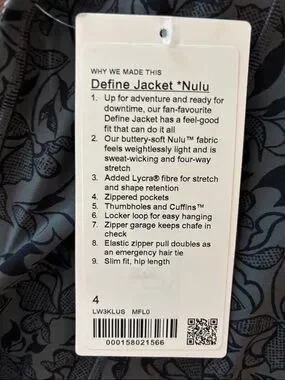 WHY WE MADE THIS
Define Jacket *Nulu
1. Up for adventure and ready for
downtime, our fan-favourite
Define Jacket has a feel-good
fit that can do it all
2. Our buttery-soft Nulu™ fabric
feels weightlessly light and is
sweat-wicking and four-way
stretch
3. Added Lycra® fibre for stretch
and shape retention
4. Zippered pockets
5. Thumbholes and Cuffins™
6. Locker loop for easy hanging
7. Zipper garage keeps chafe in
check
8. Elastic zipper pull doubles as
an emergency hair tie
9. Slim fit, hip length
4
LW3KLUS MFL0
000158021566